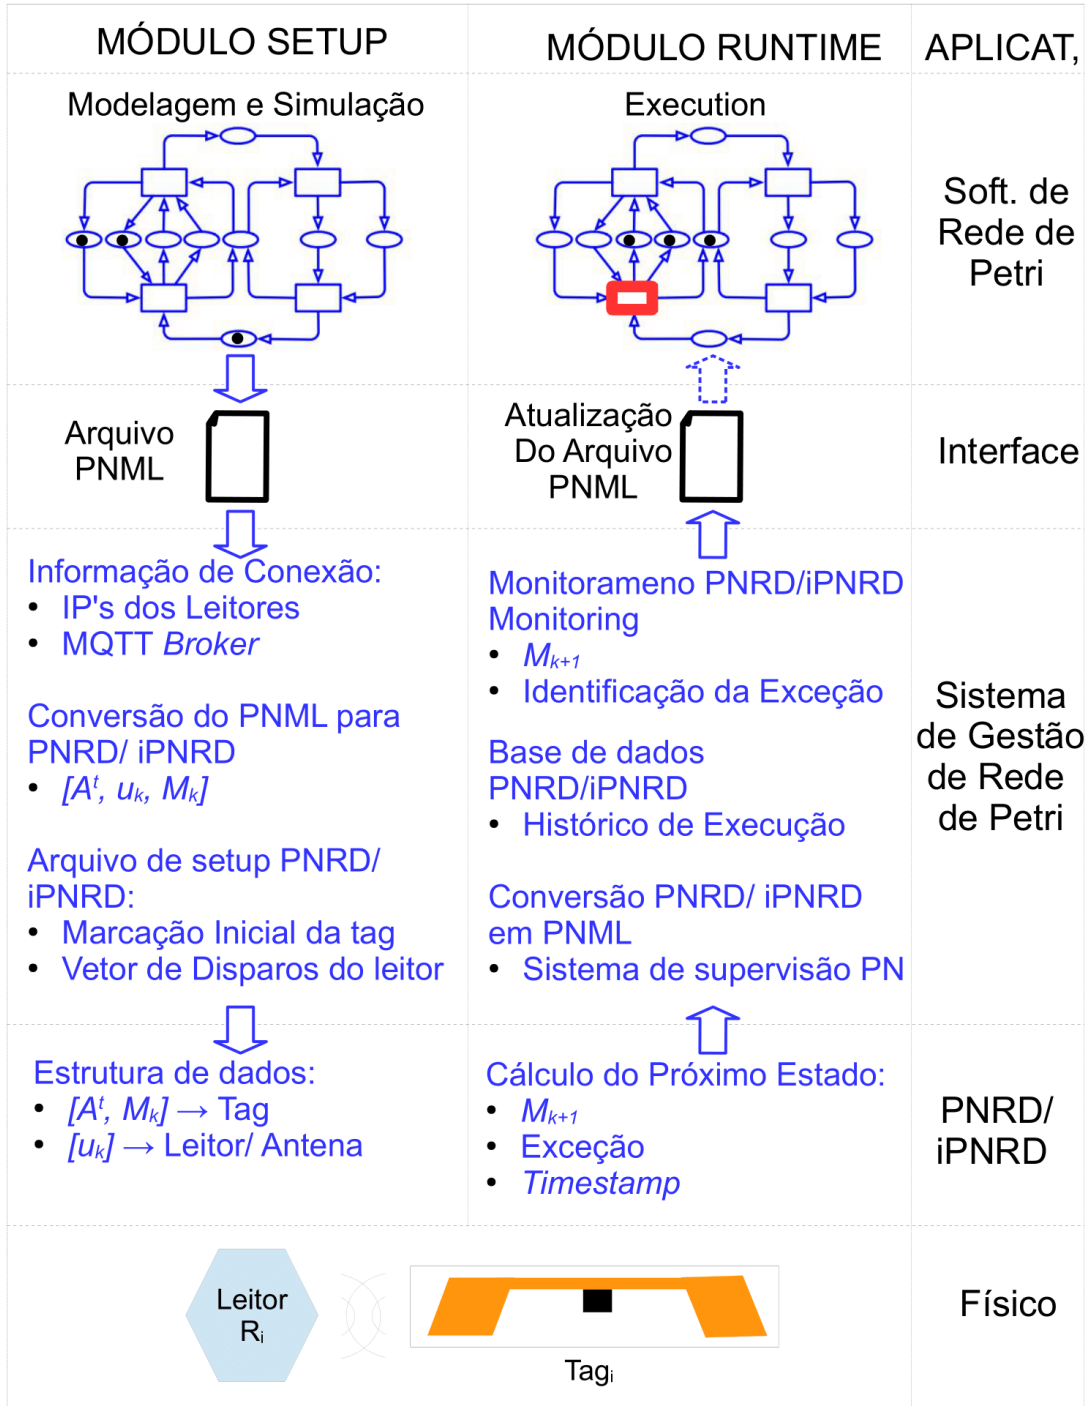 MÓDULO SETUP
MÓDULO RUNTIME
APLICAT,
Modelagem e Simulação
Execution
Soft. de
Rede de
Petri
Arquivo
PNML
Atualização
Do Arquivo
PNML
Interface
Informação de Conexão:
• IP's dos Leitores
• MQTT Broker
Conversão do PNML para
PNRD/ iPNRD
• [Aᵗ, uₖ, Mₖ]
Arquivo de setup PNRD/
iPNRD:
• Marcação Inicial da tag
• Vetor de Disparos do leitor
Monitorameno PNRD/iPNRD
Monitoring
• Mₖ₊₁
• Identificação da Exceção
Base de dados
PNRD/iPNRD
• Histórico de Execução
Conversão PNRD/ iPNRD
em PNML
• Sistema de supervisão PN
Sistema
de Gestão
de Rede
de Petri
Estrutura de dados:
• [Aᵗ, Mₖ] → Tag
• [uₖ] → Leitor/ Antena
Cálculo do Próximo Estado:
• Mₖ₊₁
• Exceção
• Timestamp
PNRD/
iPNRD
Leitor
Rᵢ
Tagᵢ
Físico